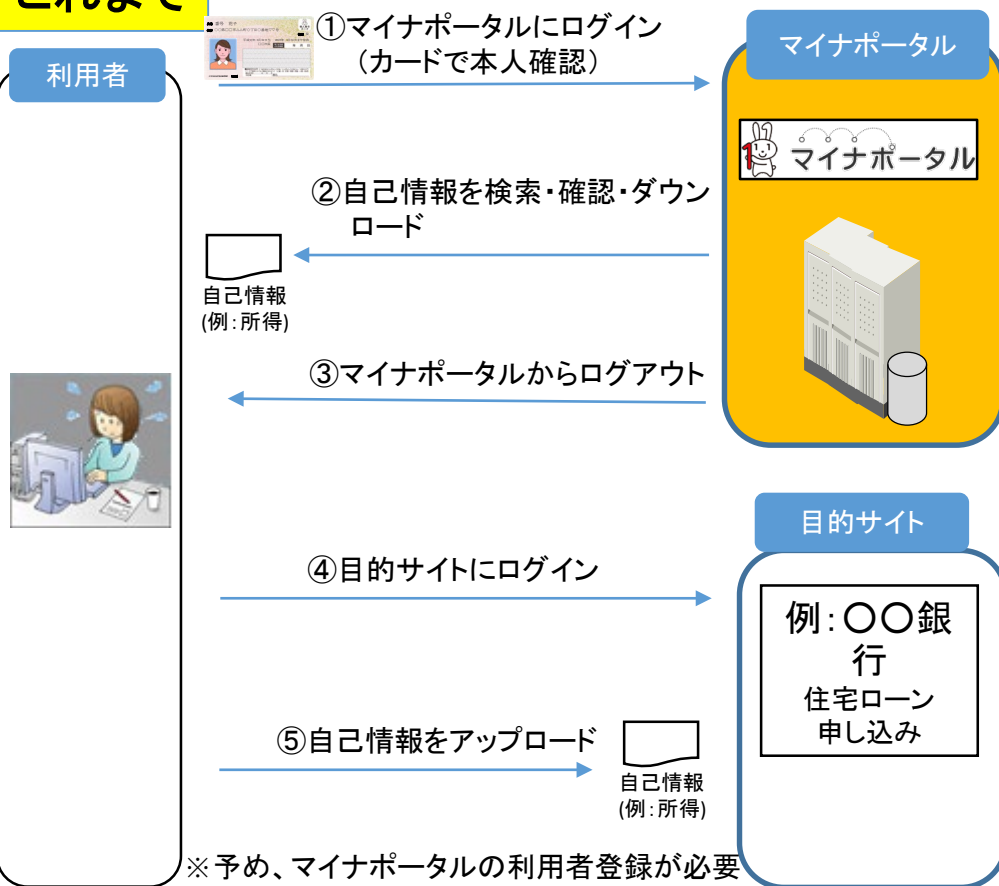 これまで
①マイナポータルにログイン
(カードで本人確認)
利用者
マイナポータル
マイナポータル
②自己情報を検索・確認・ダウン
ロード
自己情報
(例:所得)
③マイナポータルからログアウト
目的サイト
④目的サイトにログイン
例:〇〇銀
行
住宅ローン
申し込み
⑤自己情報をアップロード
自己情報
(例:所得)
※予め、マイナポータルの利用者登録が必要